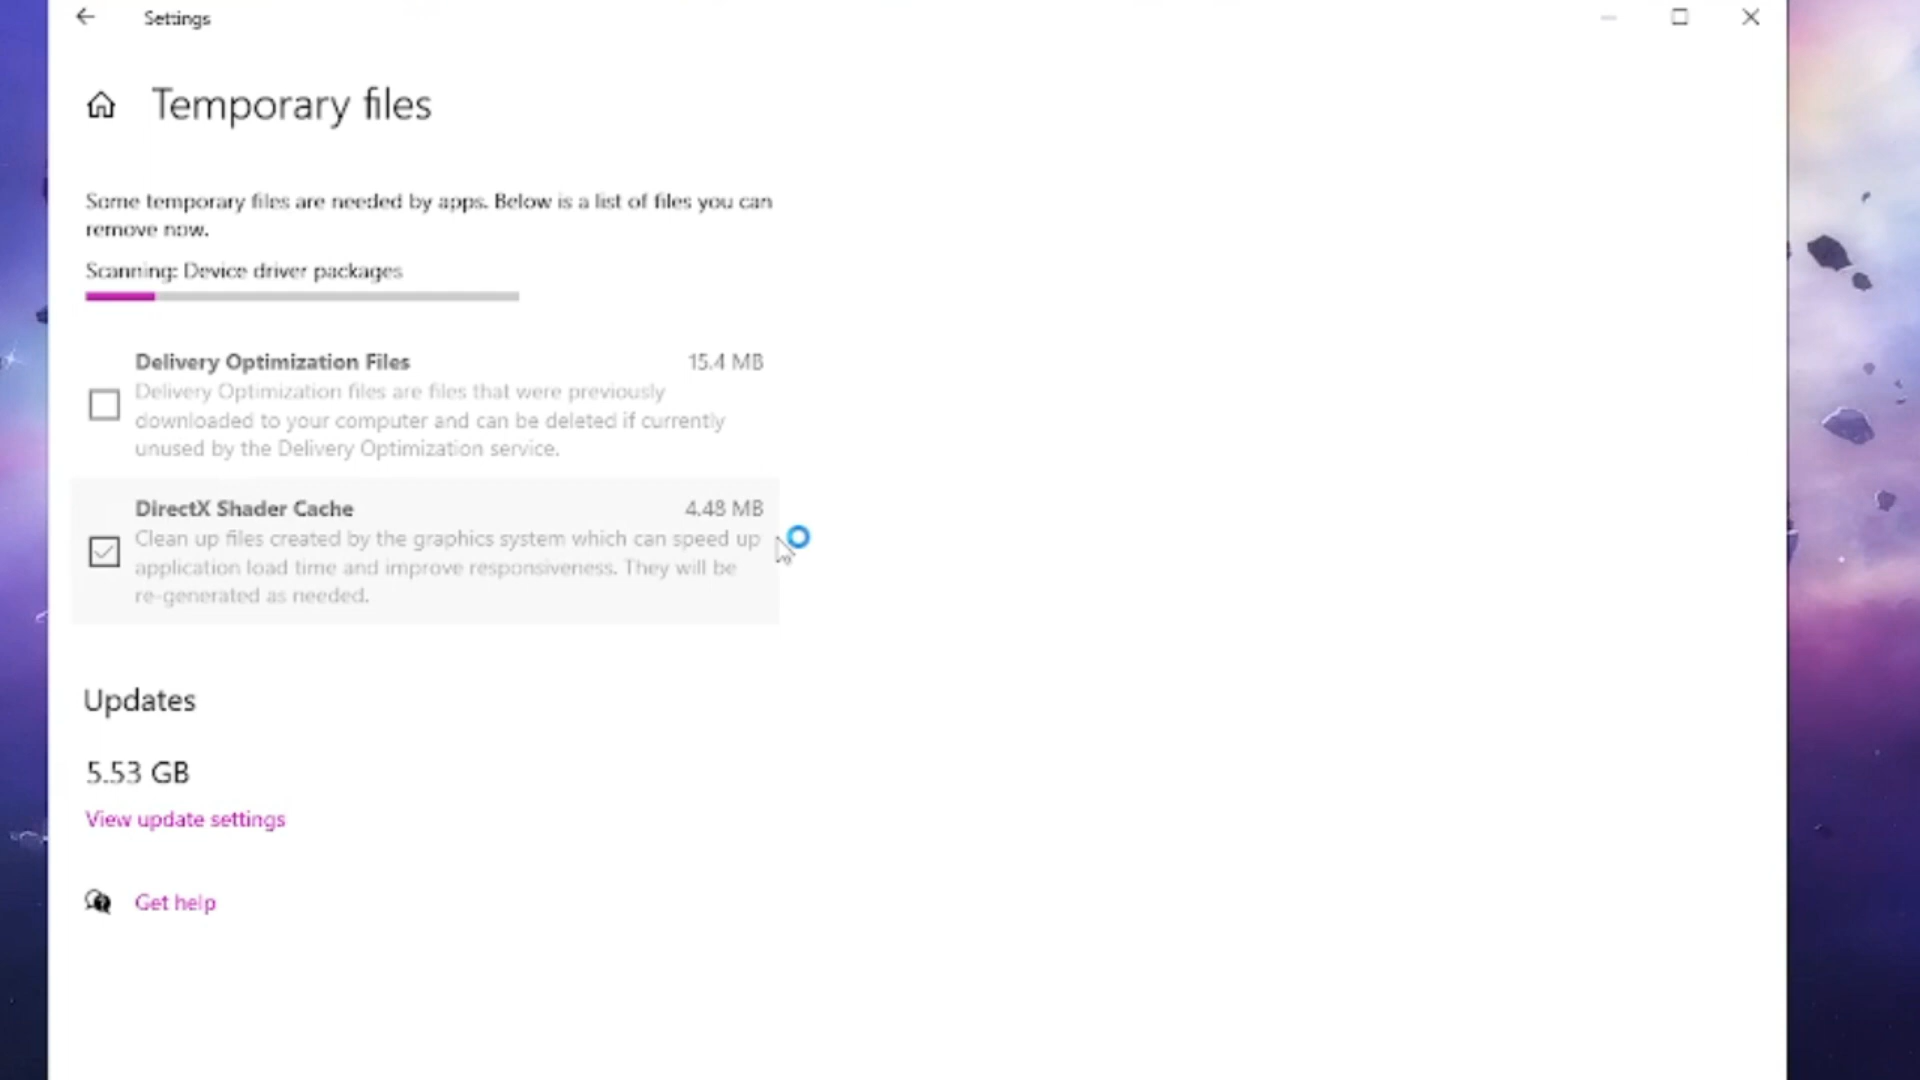 Settings
Temporary files
Some temporary files are needed by apps. Below is a list of files you can
remove now.
Scanning: Device driver packages
Delivery Optimization Files 15.4 MB
Delivery Optimization files are files that were previously
downloaded to your computer and can be deleted if currently
unused by the Delivery Optimization service.
DirectX Shader Cache 4.48 MB
Clean up files created by the graphics system which can speed up
application load time and improve responsiveness. They will be
re-generated as needed.
Updates
5.53 GB
View update settings
Get help